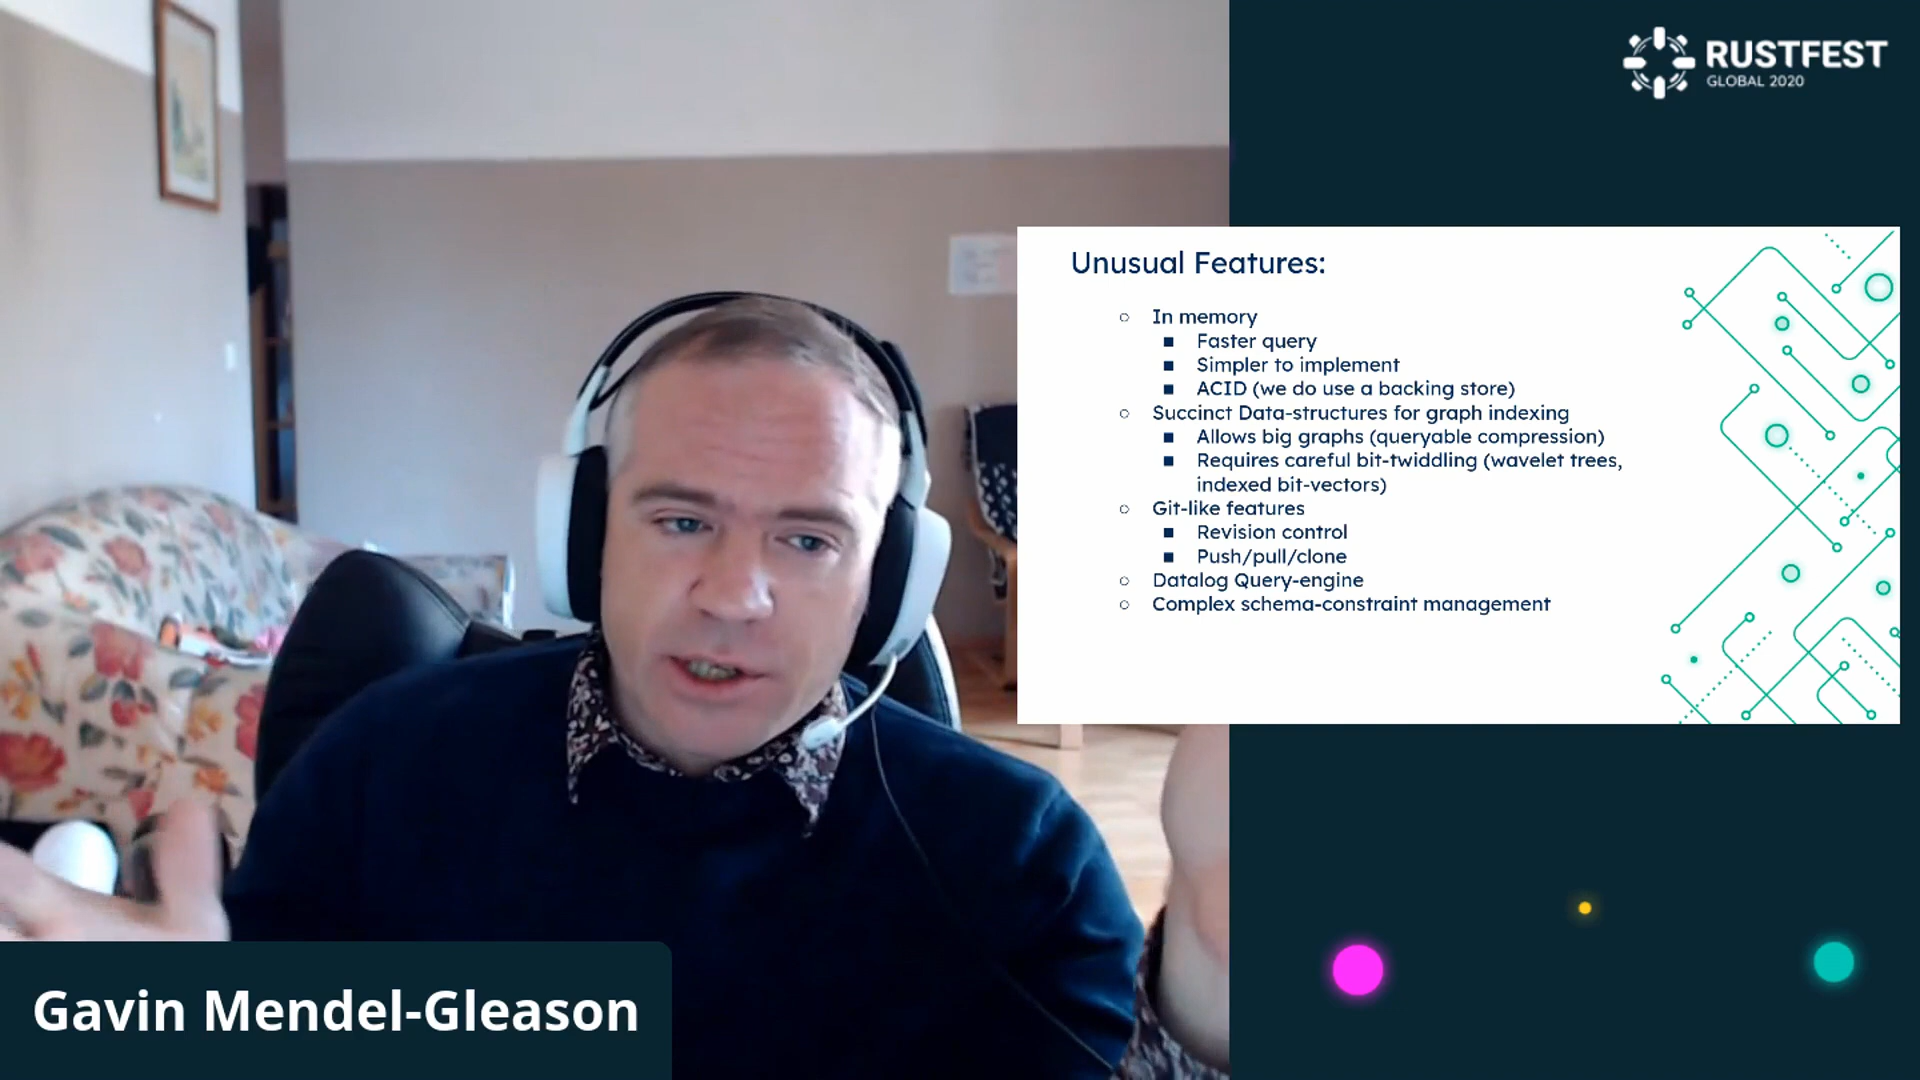 RUSTFEST
GLOBAL 2020
Unusual Features:
In memory
Faster query
Simpler to implement
ACID (we do use a backing store)
Succinct Data-structures for graph indexing
Allows big graphs (queryable compression)
Requires careful bit-twiddling (wavelet trees,
indexed bit-vectors)
Git-like features
Revision control
Push/pull/clone
Datalog Query-engine
Complex schema-constraint management
Gavin Mendel-Gleason